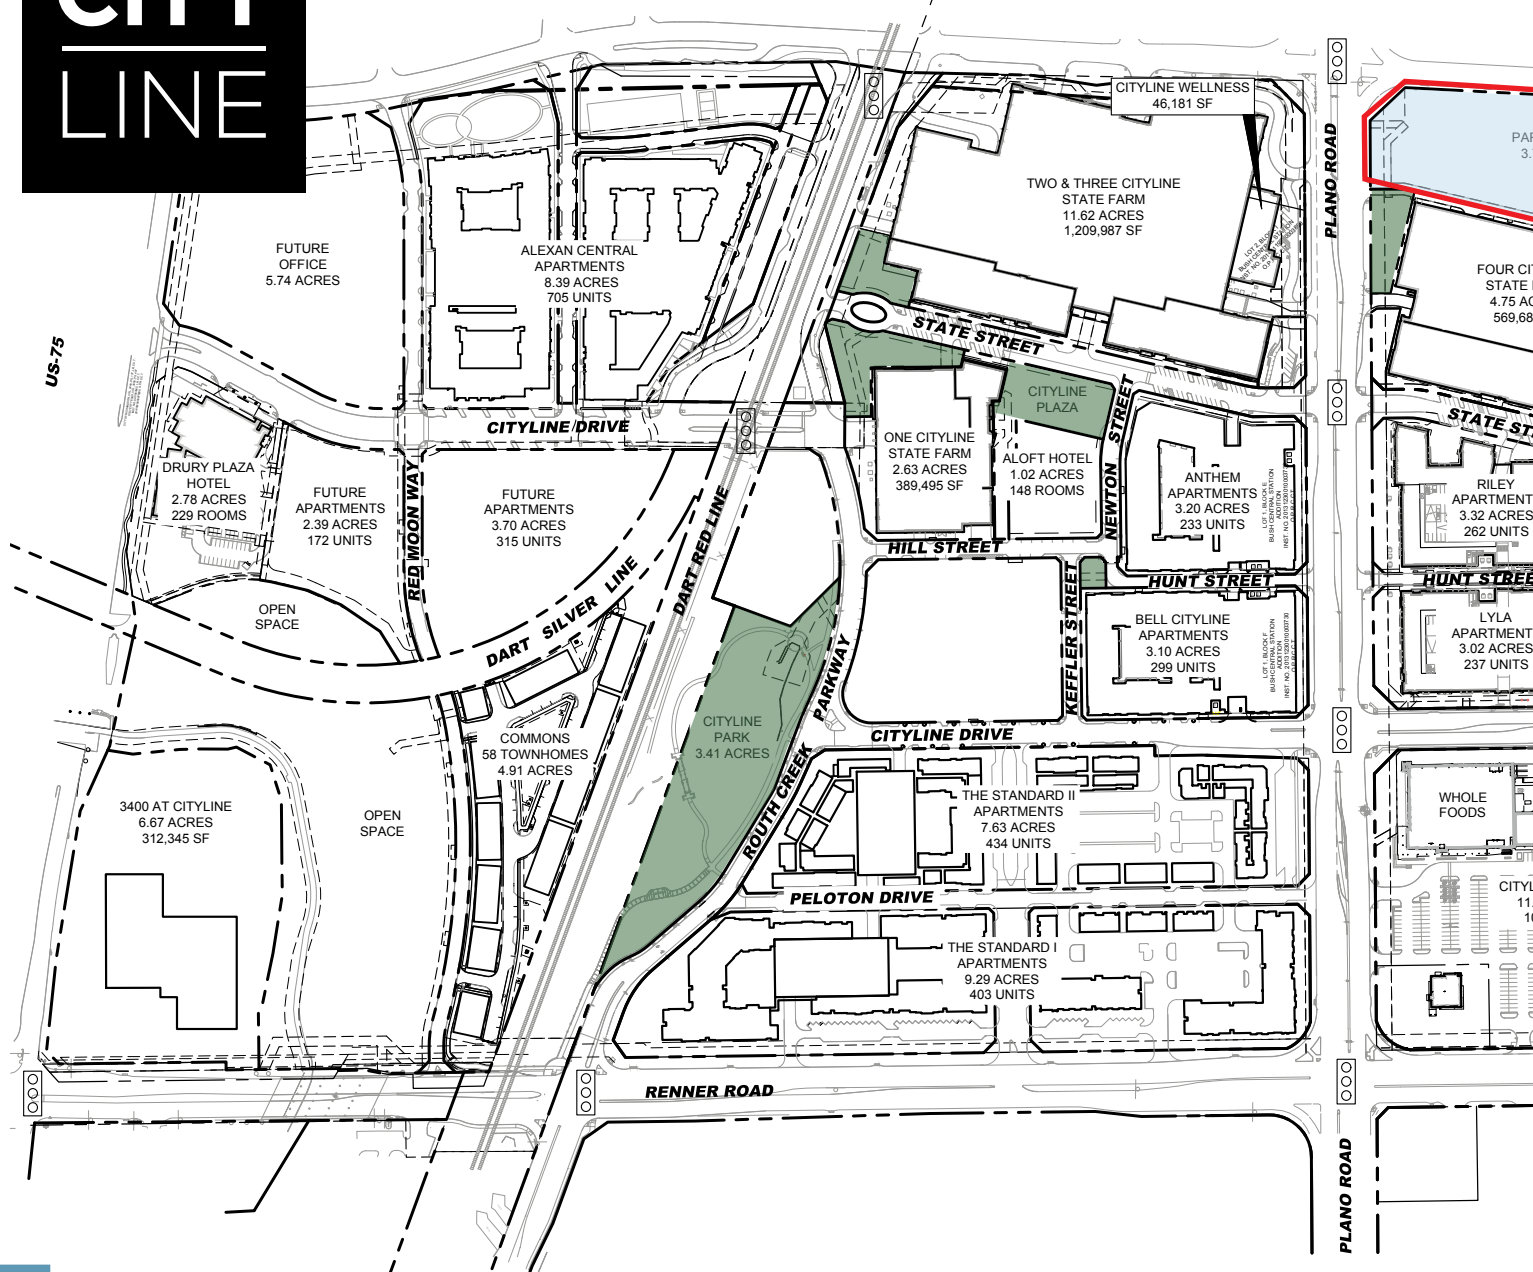 CITY
LINE
CITYLINE WELLNESS
46,181 SF
TWO & THREE CITYLINE
STATE FARM
11.62 ACRES
1,209,987 SF
PLANO ROAD
FUTURE
OFFICE
5.74 ACRES
ALEXAN CENTRAL
APARTMENTS
8.39 ACRES
705 UNITS
FOUR CI
STATE
4.75 AC
569,68
US-75
STATE STREET
CITYLINE
PLAZA
NEWTON STREET
STATE ST
CITYLINE DRIVE
ONE CITYLINE
STATE FARM
2.63 ACRES
389,495 SF
ALOFT HOTEL
1.02 ACRES
148 ROOMS
ANTHEM
APARTMENTS
3.20 ACRES
233 UNITS
RILEY
APARTMENT
3.32 ACRES
262 UNITS
DRURY PLAZA
HOTEL
2.78 ACRES
229 ROOMS
FUTURE
APARTMENTS
2.39 ACRES
172 UNITS
RED MOON WAY
FUTURE
APARTMENTS
3.70 ACRES
315 UNITS
DART RED LINE
HILL STREET
HUNT STREET
HUNT STREE
OPEN
SPACE
DART SILVER LINE
KEFFLER STREET
BELL CITYLINE
APARTMENTS
3.10 ACRES
299 UNITS
LYLA
APARTMENT
3.02 ACRES
237 UNITS
CITYLINE
PARK
3.41 ACRES
ROUTH CREEK PARKWAY
CITYLINE DRIVE
COMMONS
58 TOWNHOMES
4.91 ACRES
3400 AT CITYLINE
6.67 ACRES
312,345 SF
OPEN
SPACE
THE STANDARD II
APARTMENTS
7.63 ACRES
434 UNITS
WHOLE
FOODS
PELOTON DRIVE
CITYL
11.
10
THE STANDARD I
APARTMENTS
9.29 ACRES
403 UNITS
RENNER ROAD
PLANO ROAD